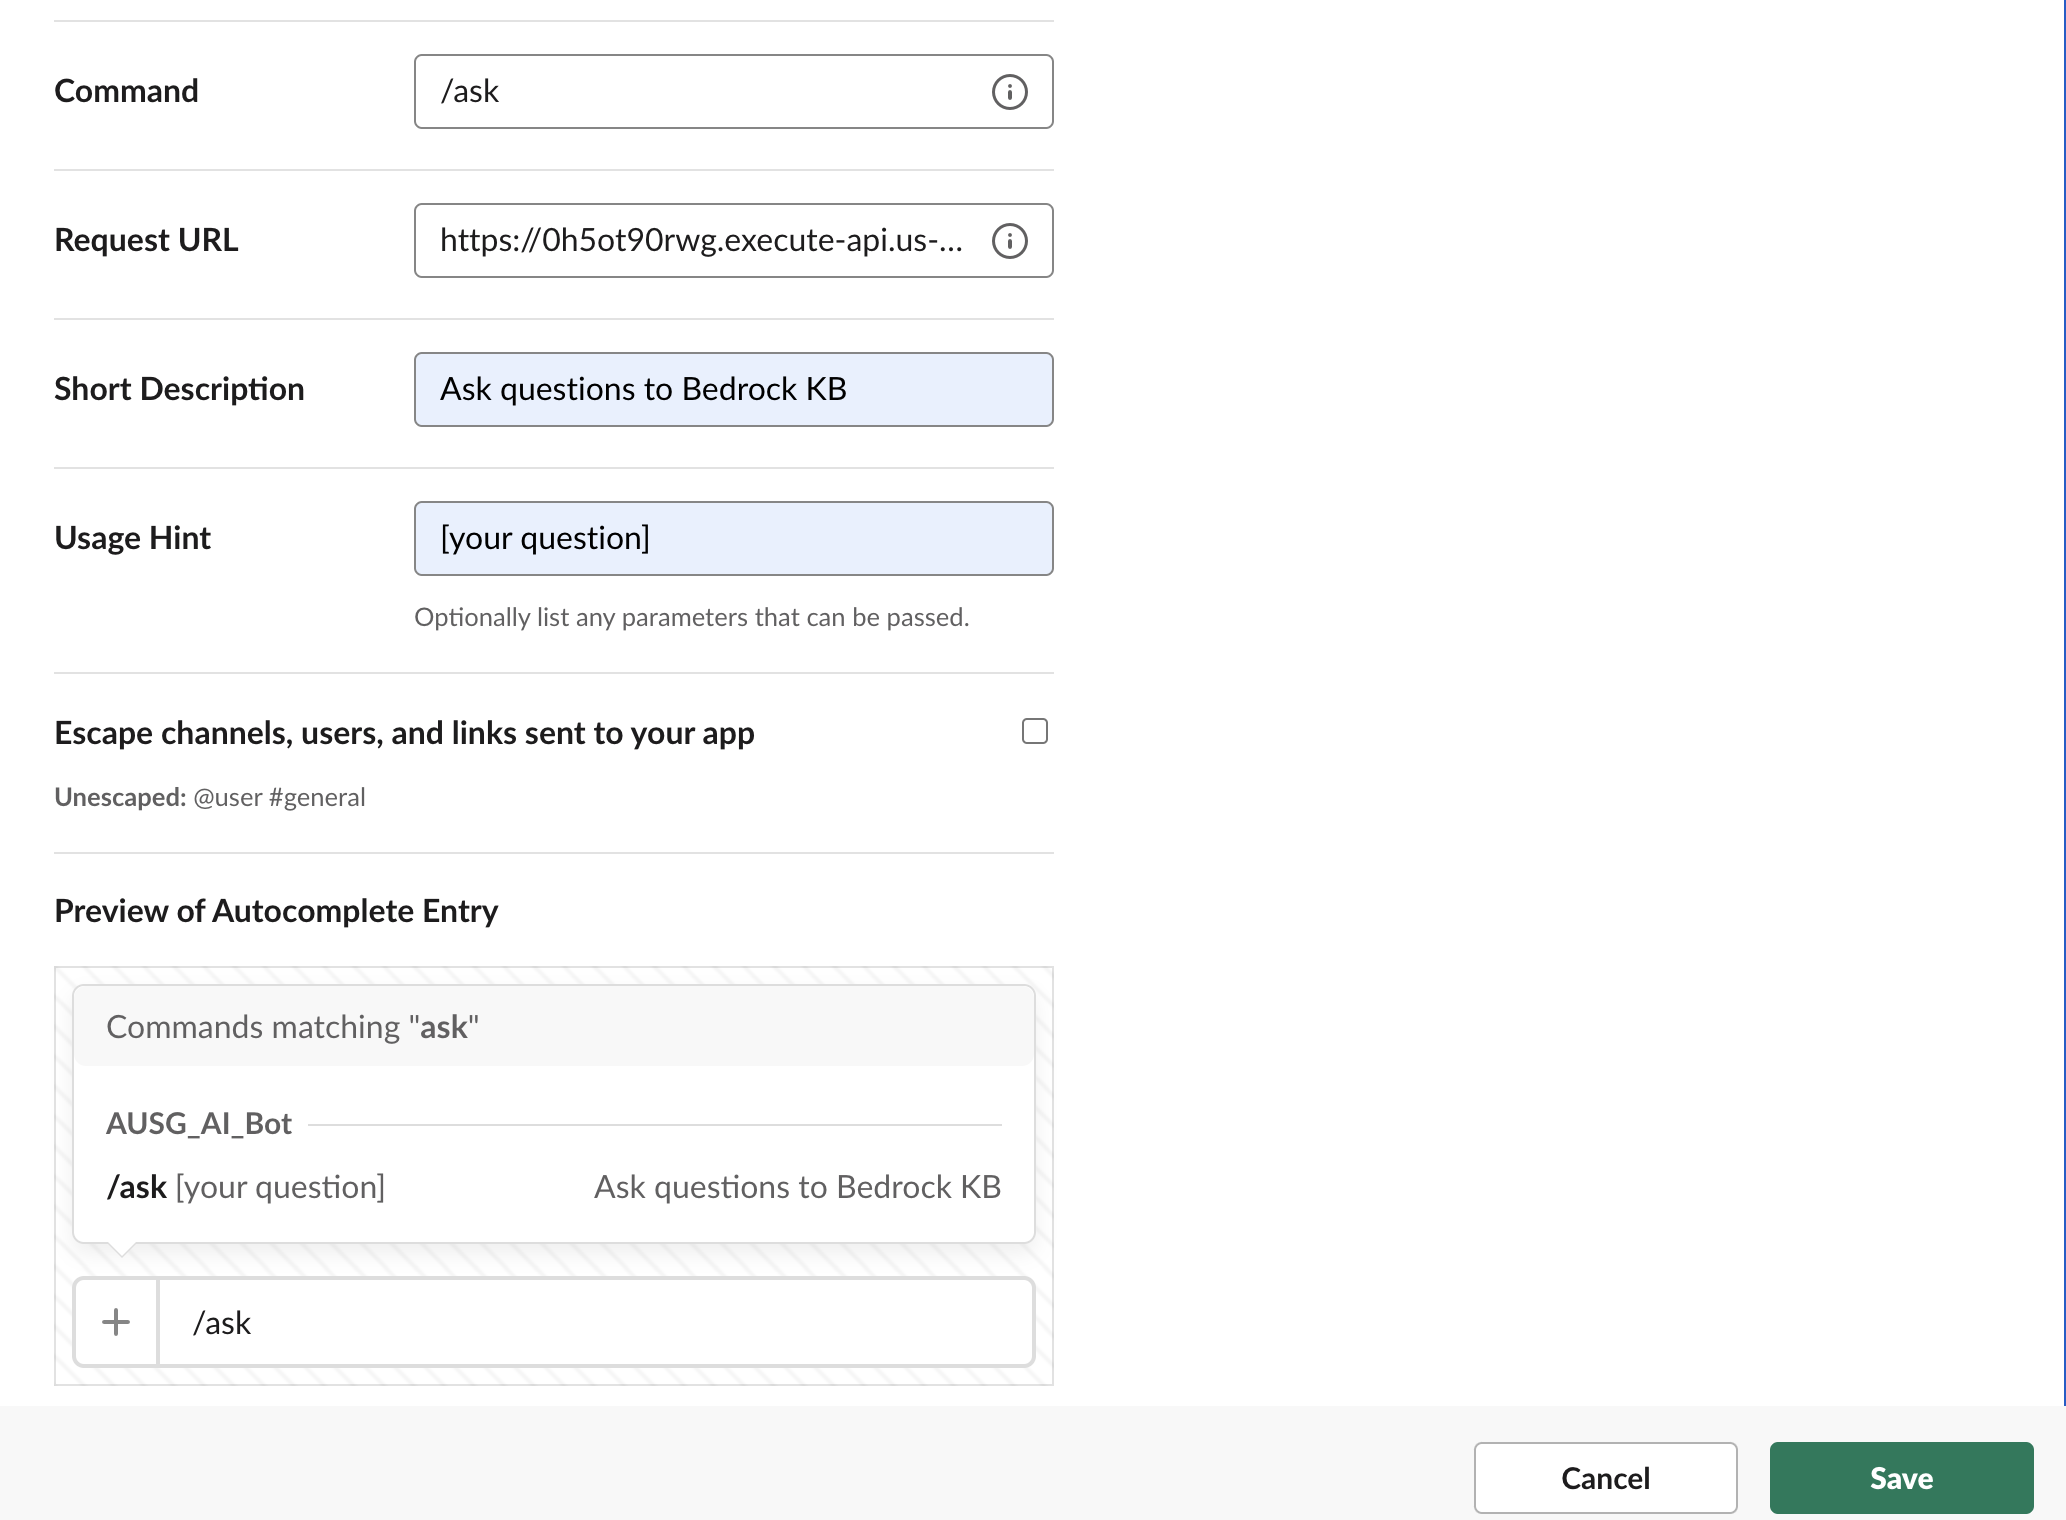 Command
/ask
Request URL
https://0h5ot90rwg.execute-api.us-...
Short Description
Ask questions to Bedrock KB
Usage Hint
[your question]
Optionally list any parameters that can be passed.
Escape channels, users, and links sent to your app
Unescaped: @user #general
Preview of Autocomplete Entry
Commands matching "ask"
AUSG_AI_Bot
/ask [your question] Ask questions to Bedrock KB
/ask
Cancel Save